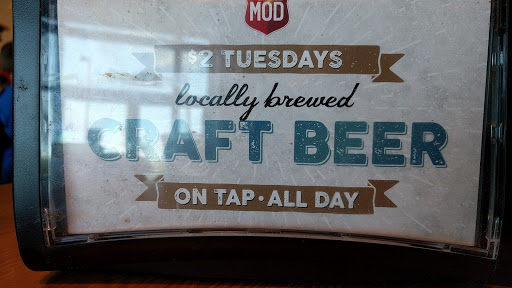 MOD
$2 TUESDAYS
locally brewed
CRAFT BEER
ON TAP • ALL DAY